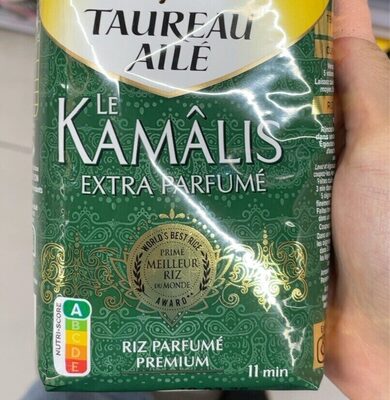 TAUREAU
AILÉ
LE
KAMÂLIS
EXTRA PARFUMÉ
WORLD'S BEST RICE
PRIMÉ
MEILLEUR
RIZ
DU MONDE
AWARD
NUTRI-SCORE
A
B
C
D
E
RIZ PARFUMÉ
PREMIUM
11 min